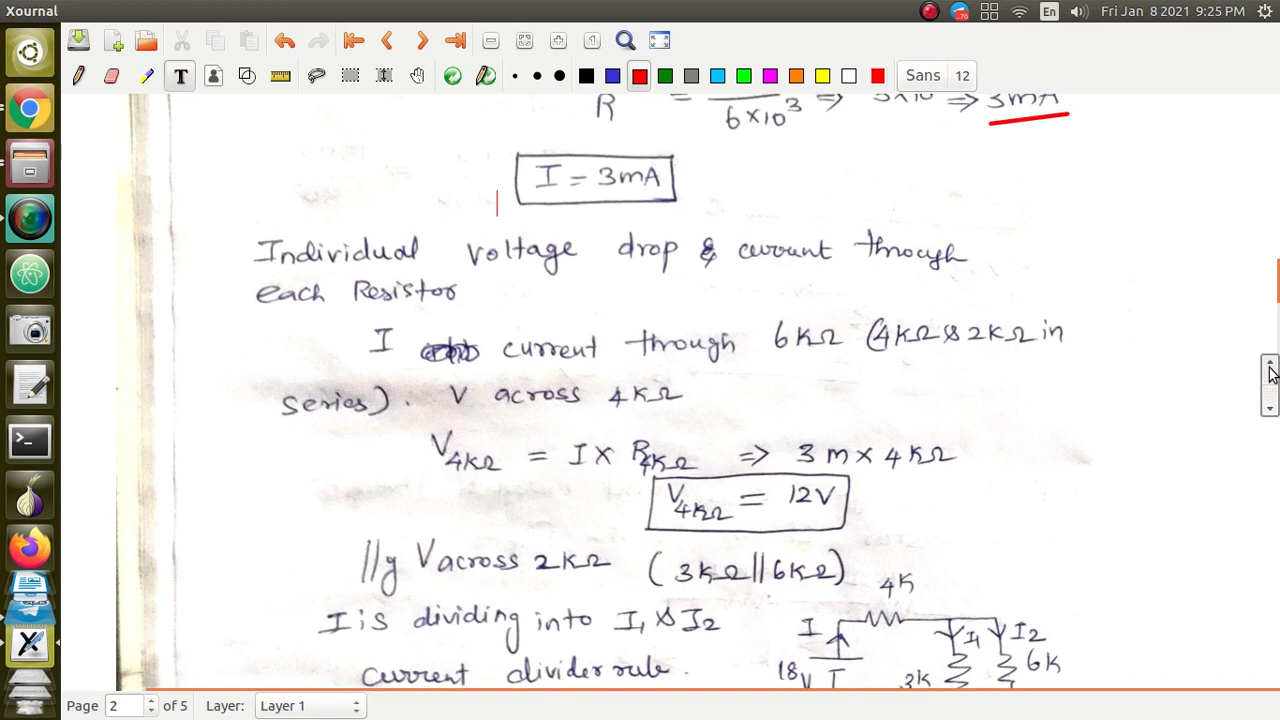 Xournal
En
Fri Jan 8 2021 9:25 PM
T
Sans 12
R = 6×10³ ⇒ ⇒ 3mA
I = 3mA
Individual voltage drop & current through
each Resistor
I current through 6KΩ (4KΩ & 2KΩ in
series). V across 4KΩ
V4KΩ = I × R4KΩ ⇒ 3m × 4KΩ
V4KΩ = 12V
||ly V across 2KΩ (3KΩ||6KΩ)
4K
I is dividing into I1 & I2
I I1 I2
current divider rule.
18V 3K 6K
Page 2 of 5 Layer: Layer 1